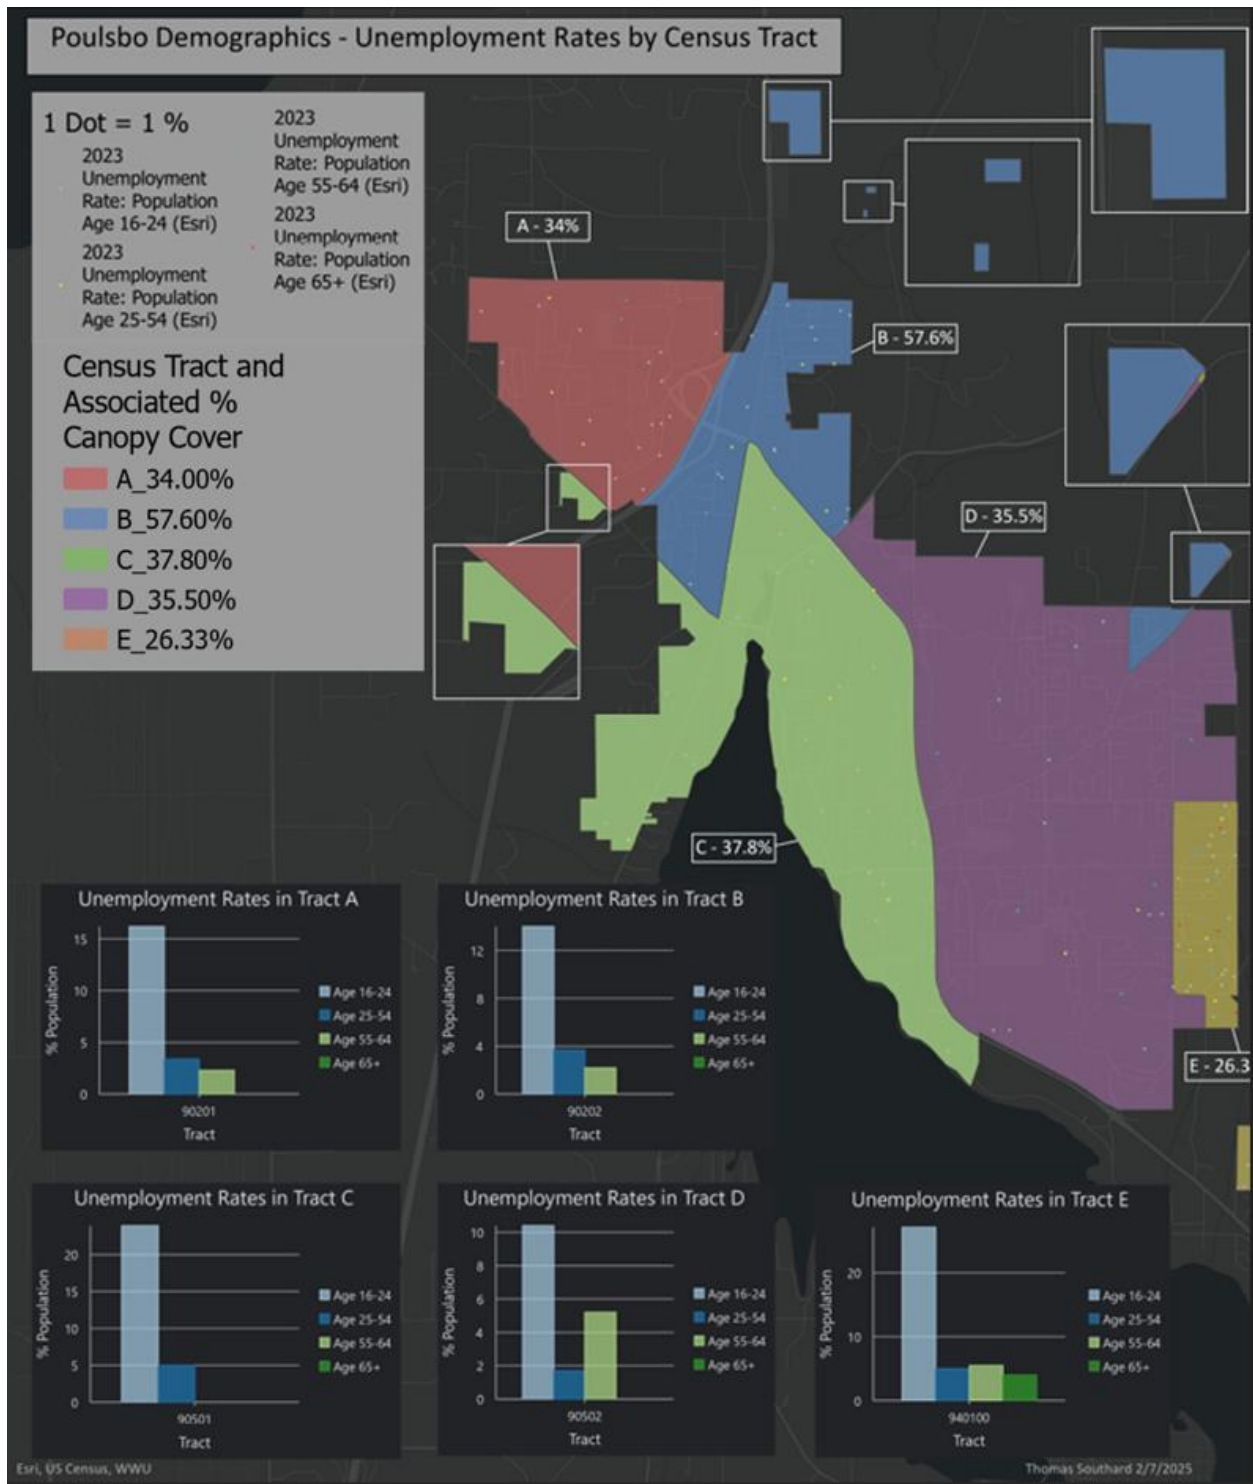 Poulsbo Demographics - Unemployment Rates by Census Tract
1 Dot = 1 %
2023
Unemployment
Rate: Population
Age 16-24 (Esri)
2023
Unemployment
Rate: Population
Age 25-54 (Esri)
2023
Unemployment
Rate: Population
Age 55-64 (Esri)
2023
Unemployment
Rate: Population
Age 65+ (Esri)
Census Tract and
Associated %
Canopy Cover
A_34.00%
B_57.60%
C_37.80%
D_35.50%
E_26.33%
A - 34%
B - 57.6%
D - 35.5%
C - 37.8%
E - 26.3
Unemployment Rates in Tract A
% Population
15
10
5
0
90201
Tract
Age 16-24
Age 25-54
Age 55-64
Age 65+
Unemployment Rates in Tract B
% Population
12
8
4
0
90202
Tract
Age 16-24
Age 25-54
Age 55-64
Age 65+
Unemployment Rates in Tract C
% Population
20
15
10
5
0
90501
Tract
Age 16-24
Age 25-54
Age 55-64
Age 65+
Unemployment Rates in Tract D
% Population
10
8
6
4
2
0
90502
Tract
Age 16-24
Age 25-54
Age 55-64
Age 65+
Unemployment Rates in Tract E
% Population
20
10
0
940100
Tract
Age 16-24
Age 25-54
Age 55-64
Age 65+
Esri, US Census, WWU
Thomas Southard 2/7/2025